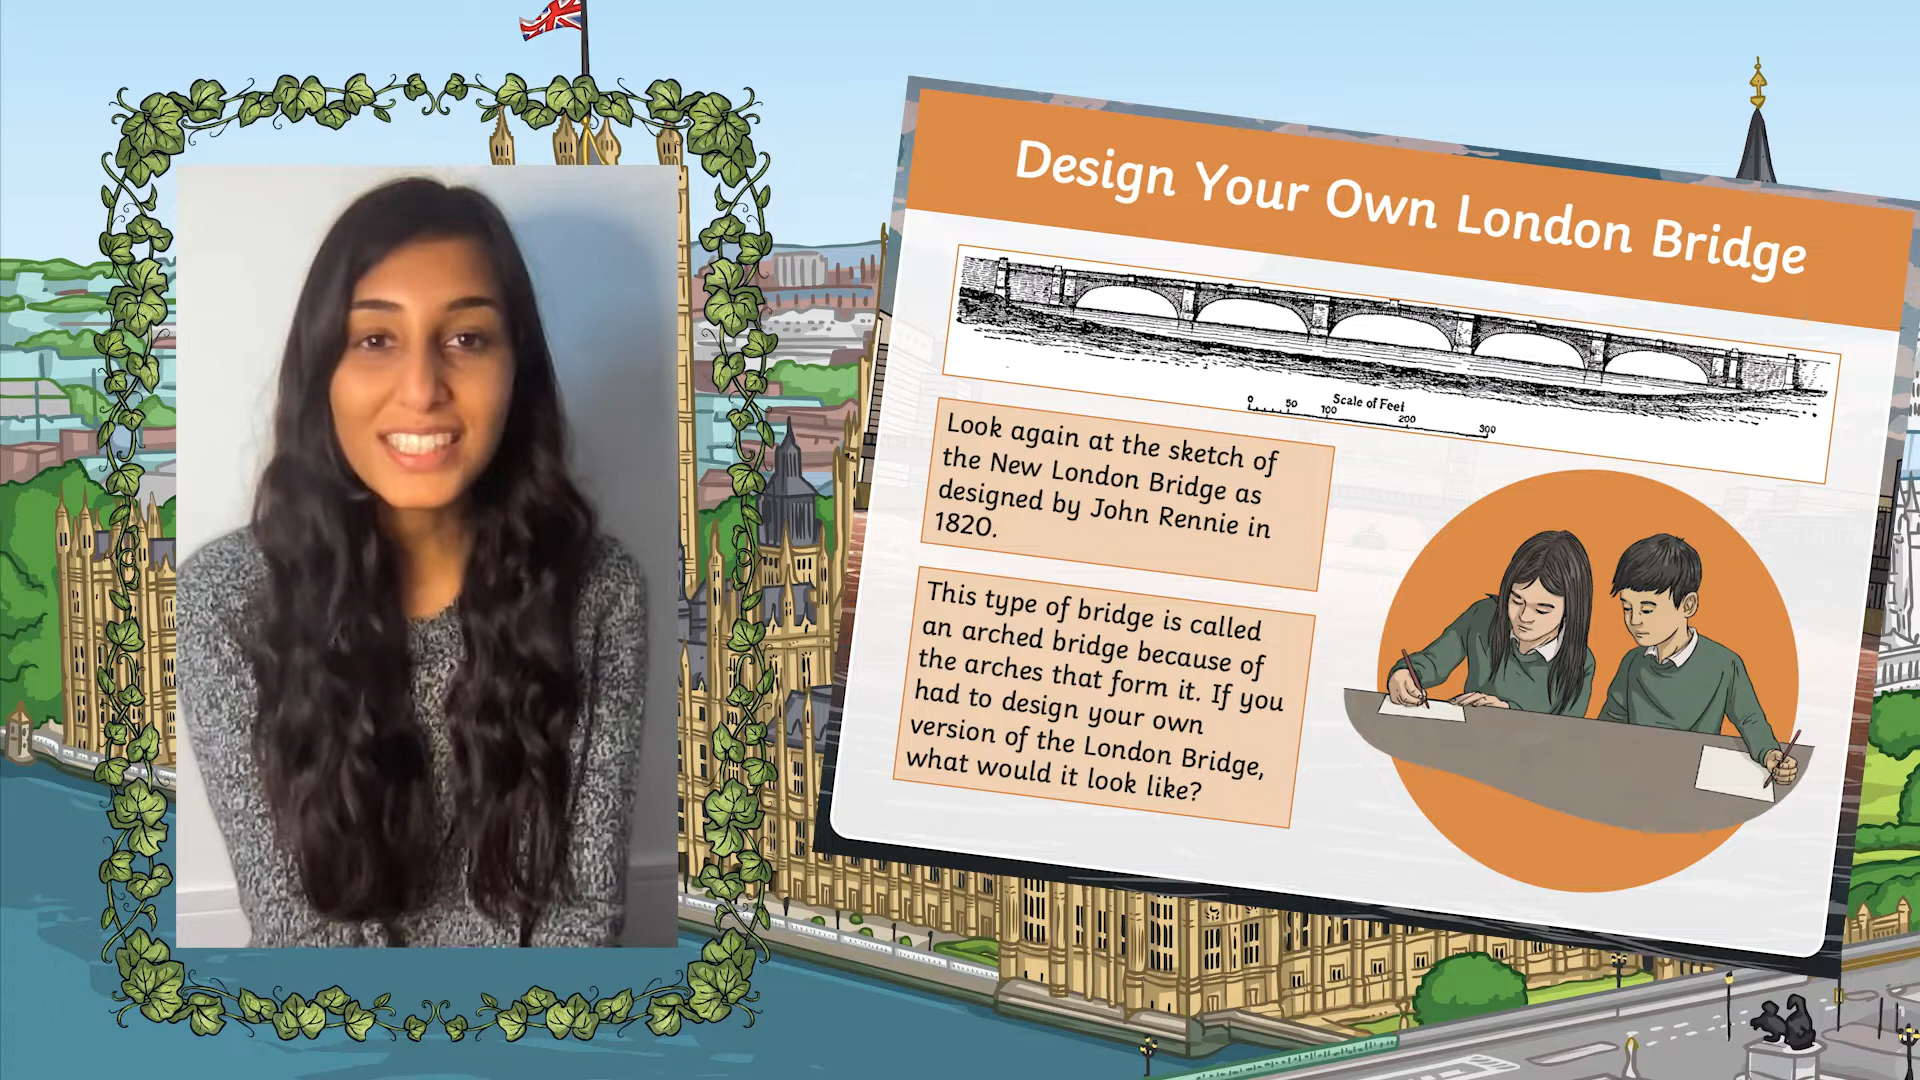 Design Your Own London Bridge
Scale of Feet
0 50 100 200 300
Look again at the sketch of
the New London Bridge as
designed by John Rennie in
1820.
This type of bridge is called
an arched bridge because of
the arches that form it. If you
had to design your own
version of the London Bridge,
what would it look like?